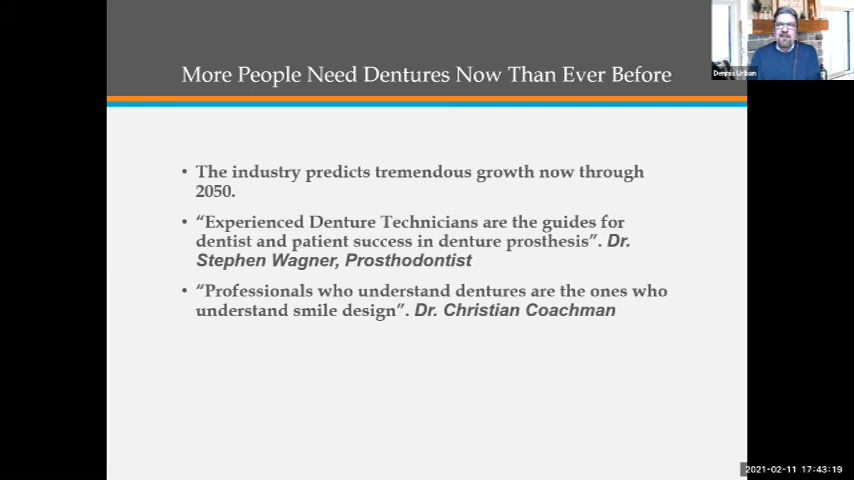 More People Need Dentures Now Than Ever Before
Dennis Urban
• The industry predicts tremendous growth now through
2050.
• “Experienced Denture Technicians are the guides for
dentist and patient success in denture prosthesis”. Dr.
Stephen Wagner, Prosthodontist
• “Professionals who understand dentures are the ones who
understand smile design”. Dr. Christian Coachman
2021-02-11 17:43:19